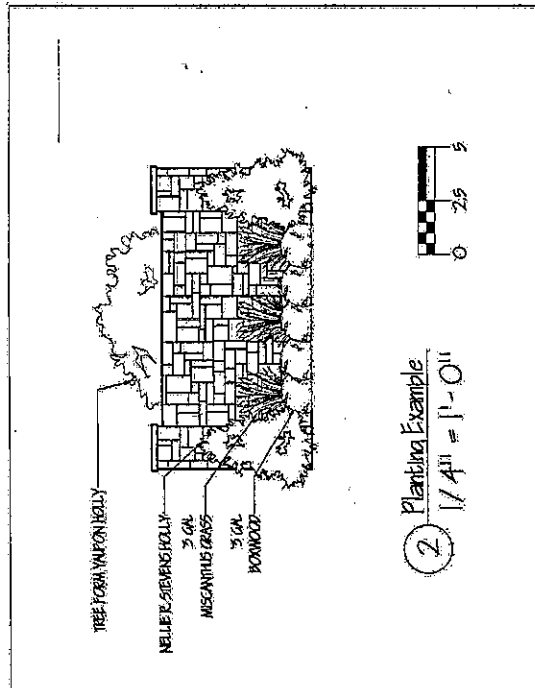 TREE FORM YAUPON HOLLY
NELLIE R. STEVENS HOLLY
3 GAL
MISCANTHUS GRASS
3 GAL
BOXWOOD
2
Planting Example
1/4" = 1'-0"
0 2.5 5